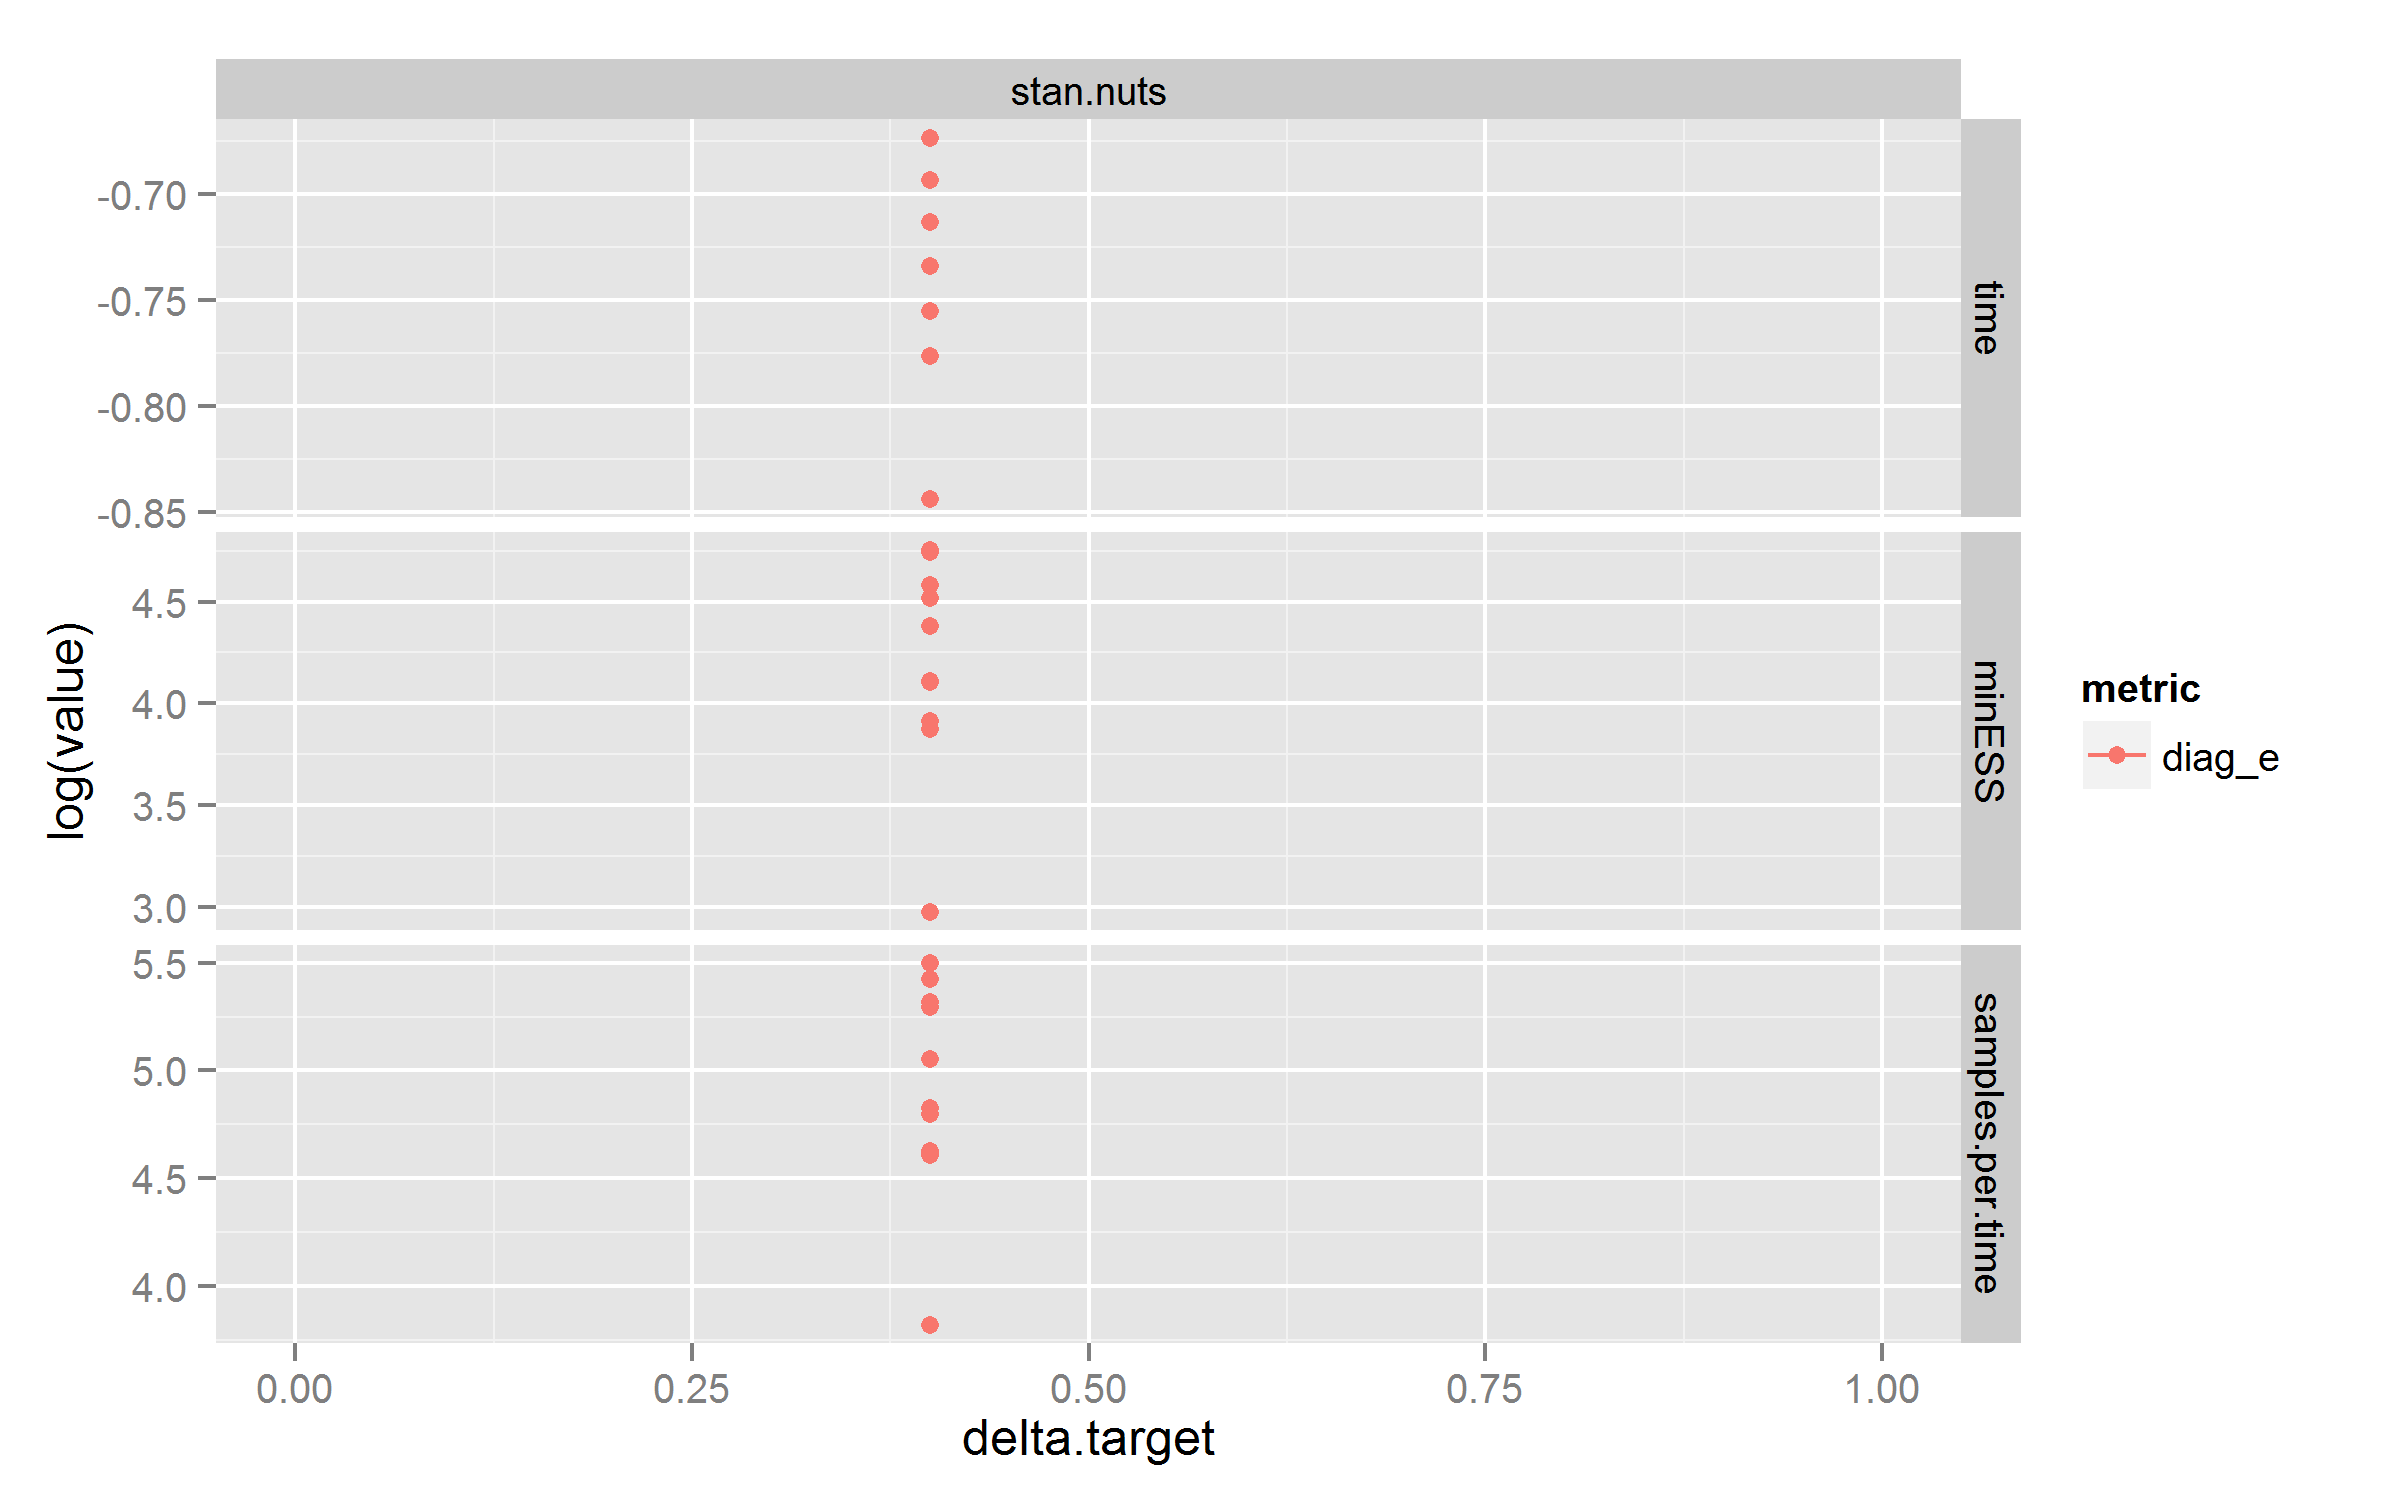 stan.nuts
-0.70
-0.75
-0.80
-0.85
time
4.5
4.0
3.5
3.0
minESS
5.5
5.0
4.5
4.0
samples.per.time
log(value)
0.00 0.25 0.50 0.75 1.00
delta.target
metric
diag_e